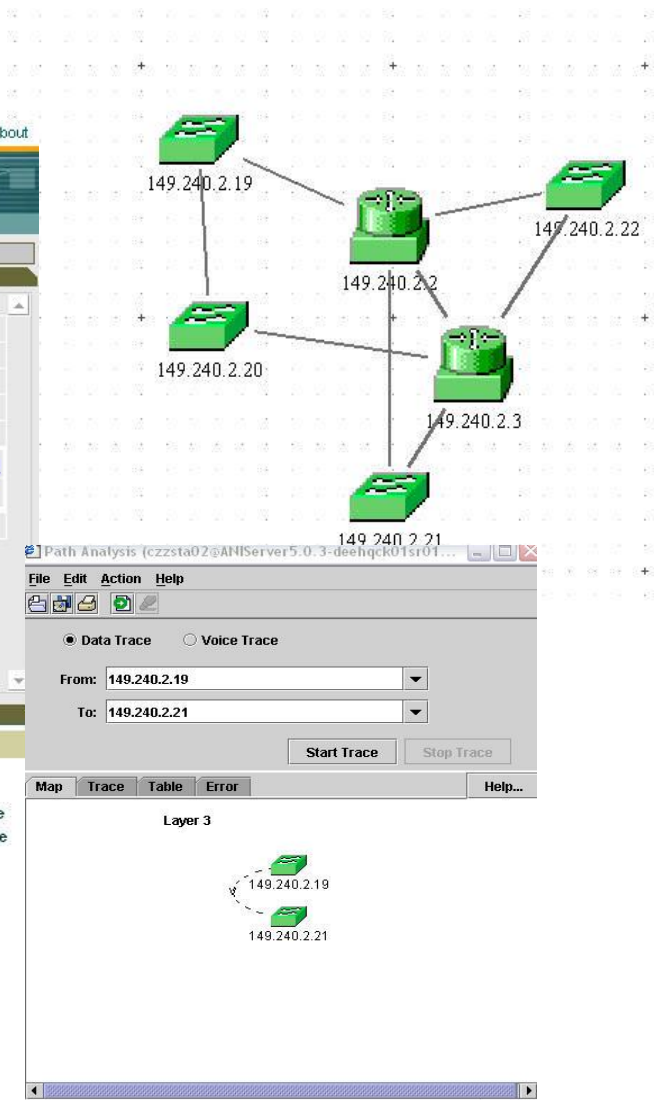 bout
149.240.2.19
149.240.2.22
149.240.2.2
149.240.2.20
149.240.2.3
149.240.2.21
Path Analysis (czzsta02@ANIServer5.0.3-deehqck01sr01...
File Edit Action Help
Data Trace Voice Trace
From: 149.240.2.19
To: 149.240.2.21
Start Trace Stop Trace
Map Trace Table Error Help...
Layer 3
149.240.2.19
149.240.2.21
e
e